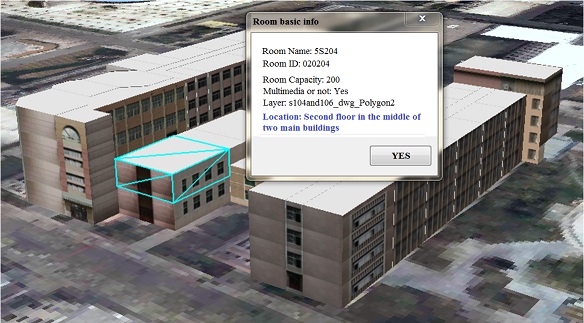 Room basic info
Room Name: 5S204
Room ID: 020204
Room Capacity: 200
Multimedia or not: Yes
Layer: s104and106_dwg_Polygon2
Location: Second floor in the middle of
two main buildings
YES